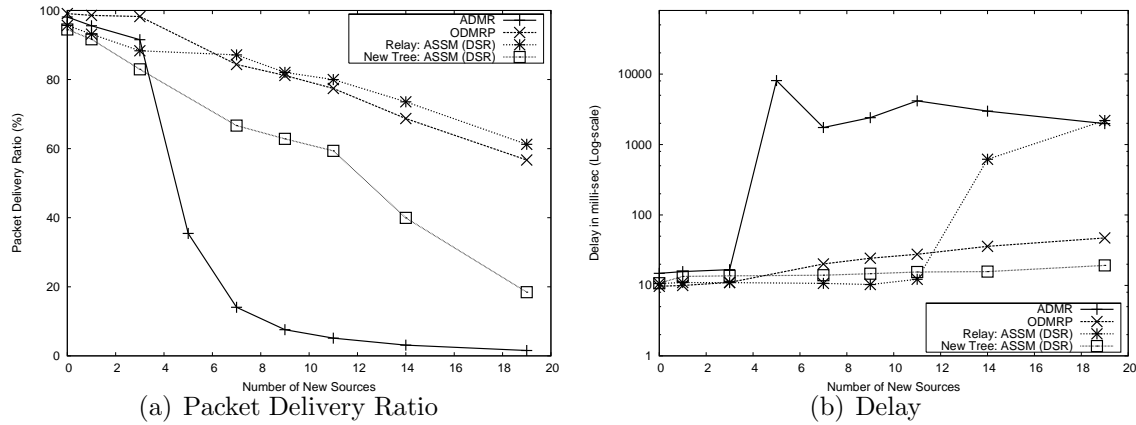 100
80
60
40
20
0
Packet Delivery Ratio (%)
0 2 4 6 8 10 12 14 16 18 20
Number of New Sources
ADMR
ODMRP
Relay: ASSM (DSR)
New Tree: ASSM (DSR)
(a) Packet Delivery Ratio
10000
1000
100
10
1
Delay in milli-sec (Log-scale)
0 2 4 6 8 10 12 14 16 18 20
Number of New Sources
ADMR
ODMRP
Relay: ASSM (DSR)
New Tree: ASSM (DSR)
(b) Delay